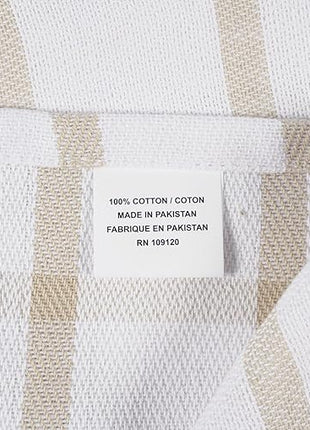 100% COTTON / COTON
MADE IN PAKISTAN
FABRIQUE EN PAKISTAN
RN 109120